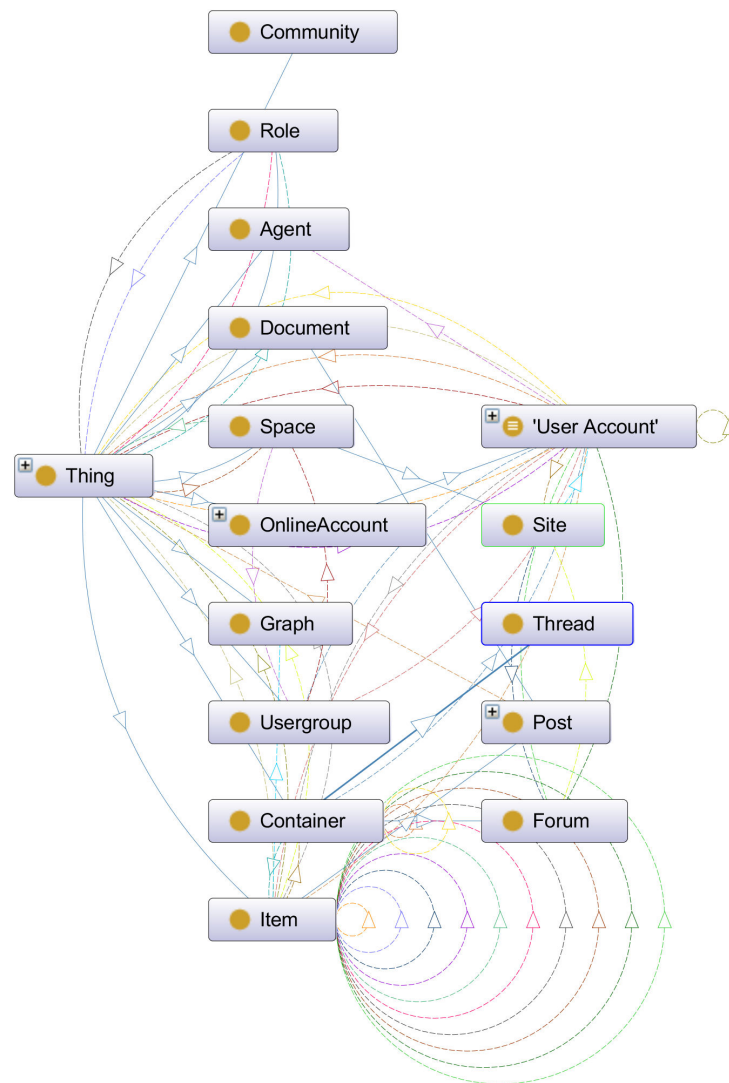 Community
Role
Agent
Document
Space
'User Account'
Thing
OnlineAccount
Site
Graph
Thread
Usergroup
Post
Container
Forum
Item